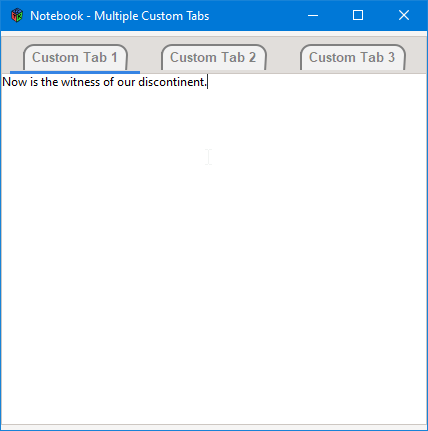 Notebook - Multiple Custom Tabs
Custom Tab 1 Custom Tab 2 Custom Tab 3
Now is the witness of our discontinent.